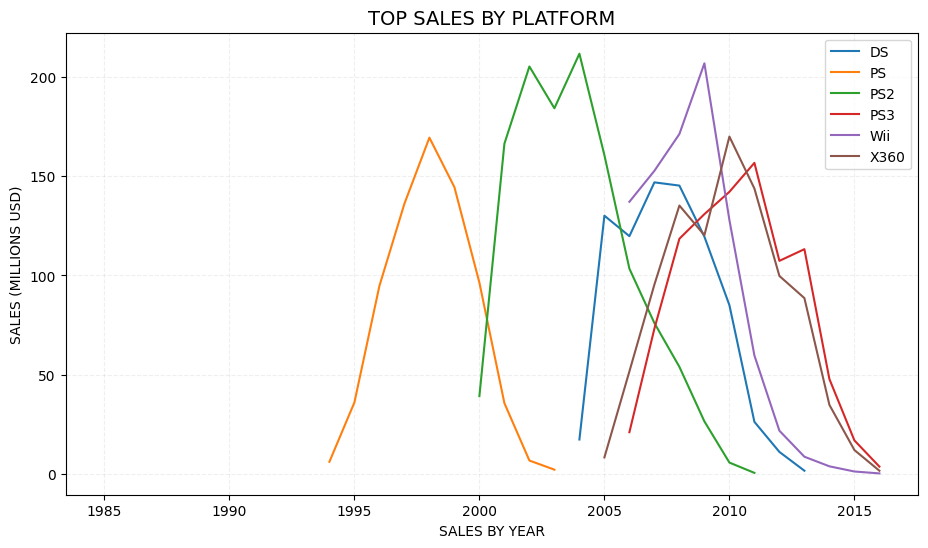 TOP SALES BY PLATFORM
DS
PS
PS2
PS3
Wii
X360
200
150
100
50
0
SALES (MILLIONS USD)
1985 1990 1995 2000 2005 2010 2015
SALES BY YEAR